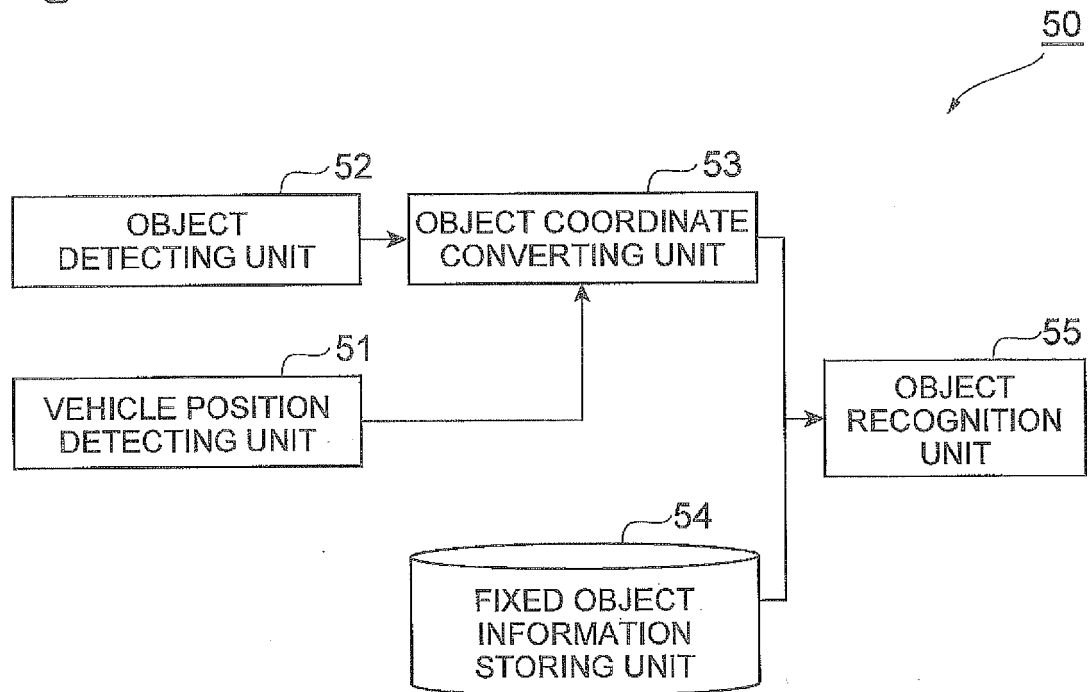 50
52
OBJECT
DETECTING UNIT
53
OBJECT COORDINATE
CONVERTING UNIT
51
VEHICLE POSITION
DETECTING UNIT
55
OBJECT
RECOGNITION
UNIT
54
FIXED OBJECT
INFORMATION
STORING UNIT